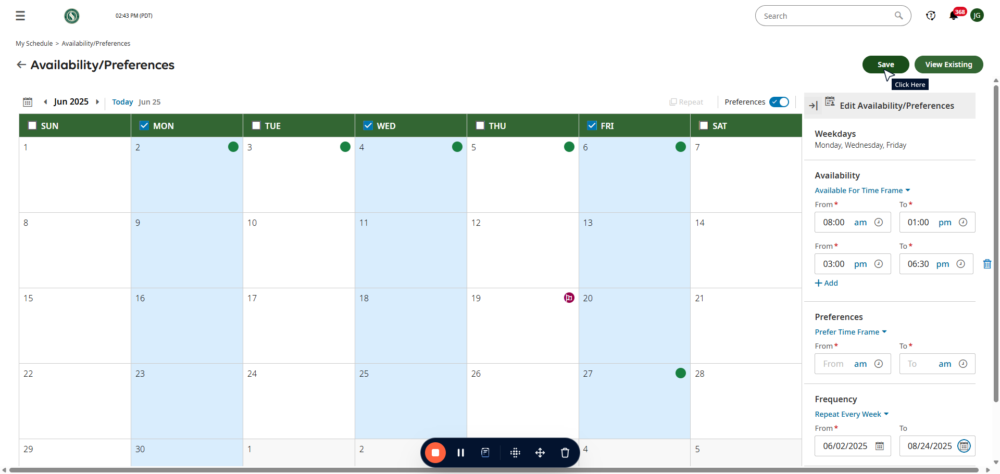 02:43 PM (PDT)
Search
368
JG
My Schedule > Availability/Preferences
Availability/Preferences
Save
View Existing
Click Here
Jun 2025
Today Jun 25
Repeat
Preferences
Edit Availability/Preferences
SUN MON TUE WED THU FRI SAT
1 2 3 4 5 6 7
8 9 10 11 12 13 14
15 16 17 18 19 20 21
22 23 24 25 26 27 28
29 30 1 2 4 5
Weekdays
Monday, Wednesday, Friday
Availability
Available For Time Frame
From * To *
08:00 am 01:00 pm
From * To *
03:00 pm 06:30 pm
+ Add
Preferences
Prefer Time Frame
From * To *
From am To am
Frequency
Repeat Every Week
From * To
06/02/2025 08/24/2025